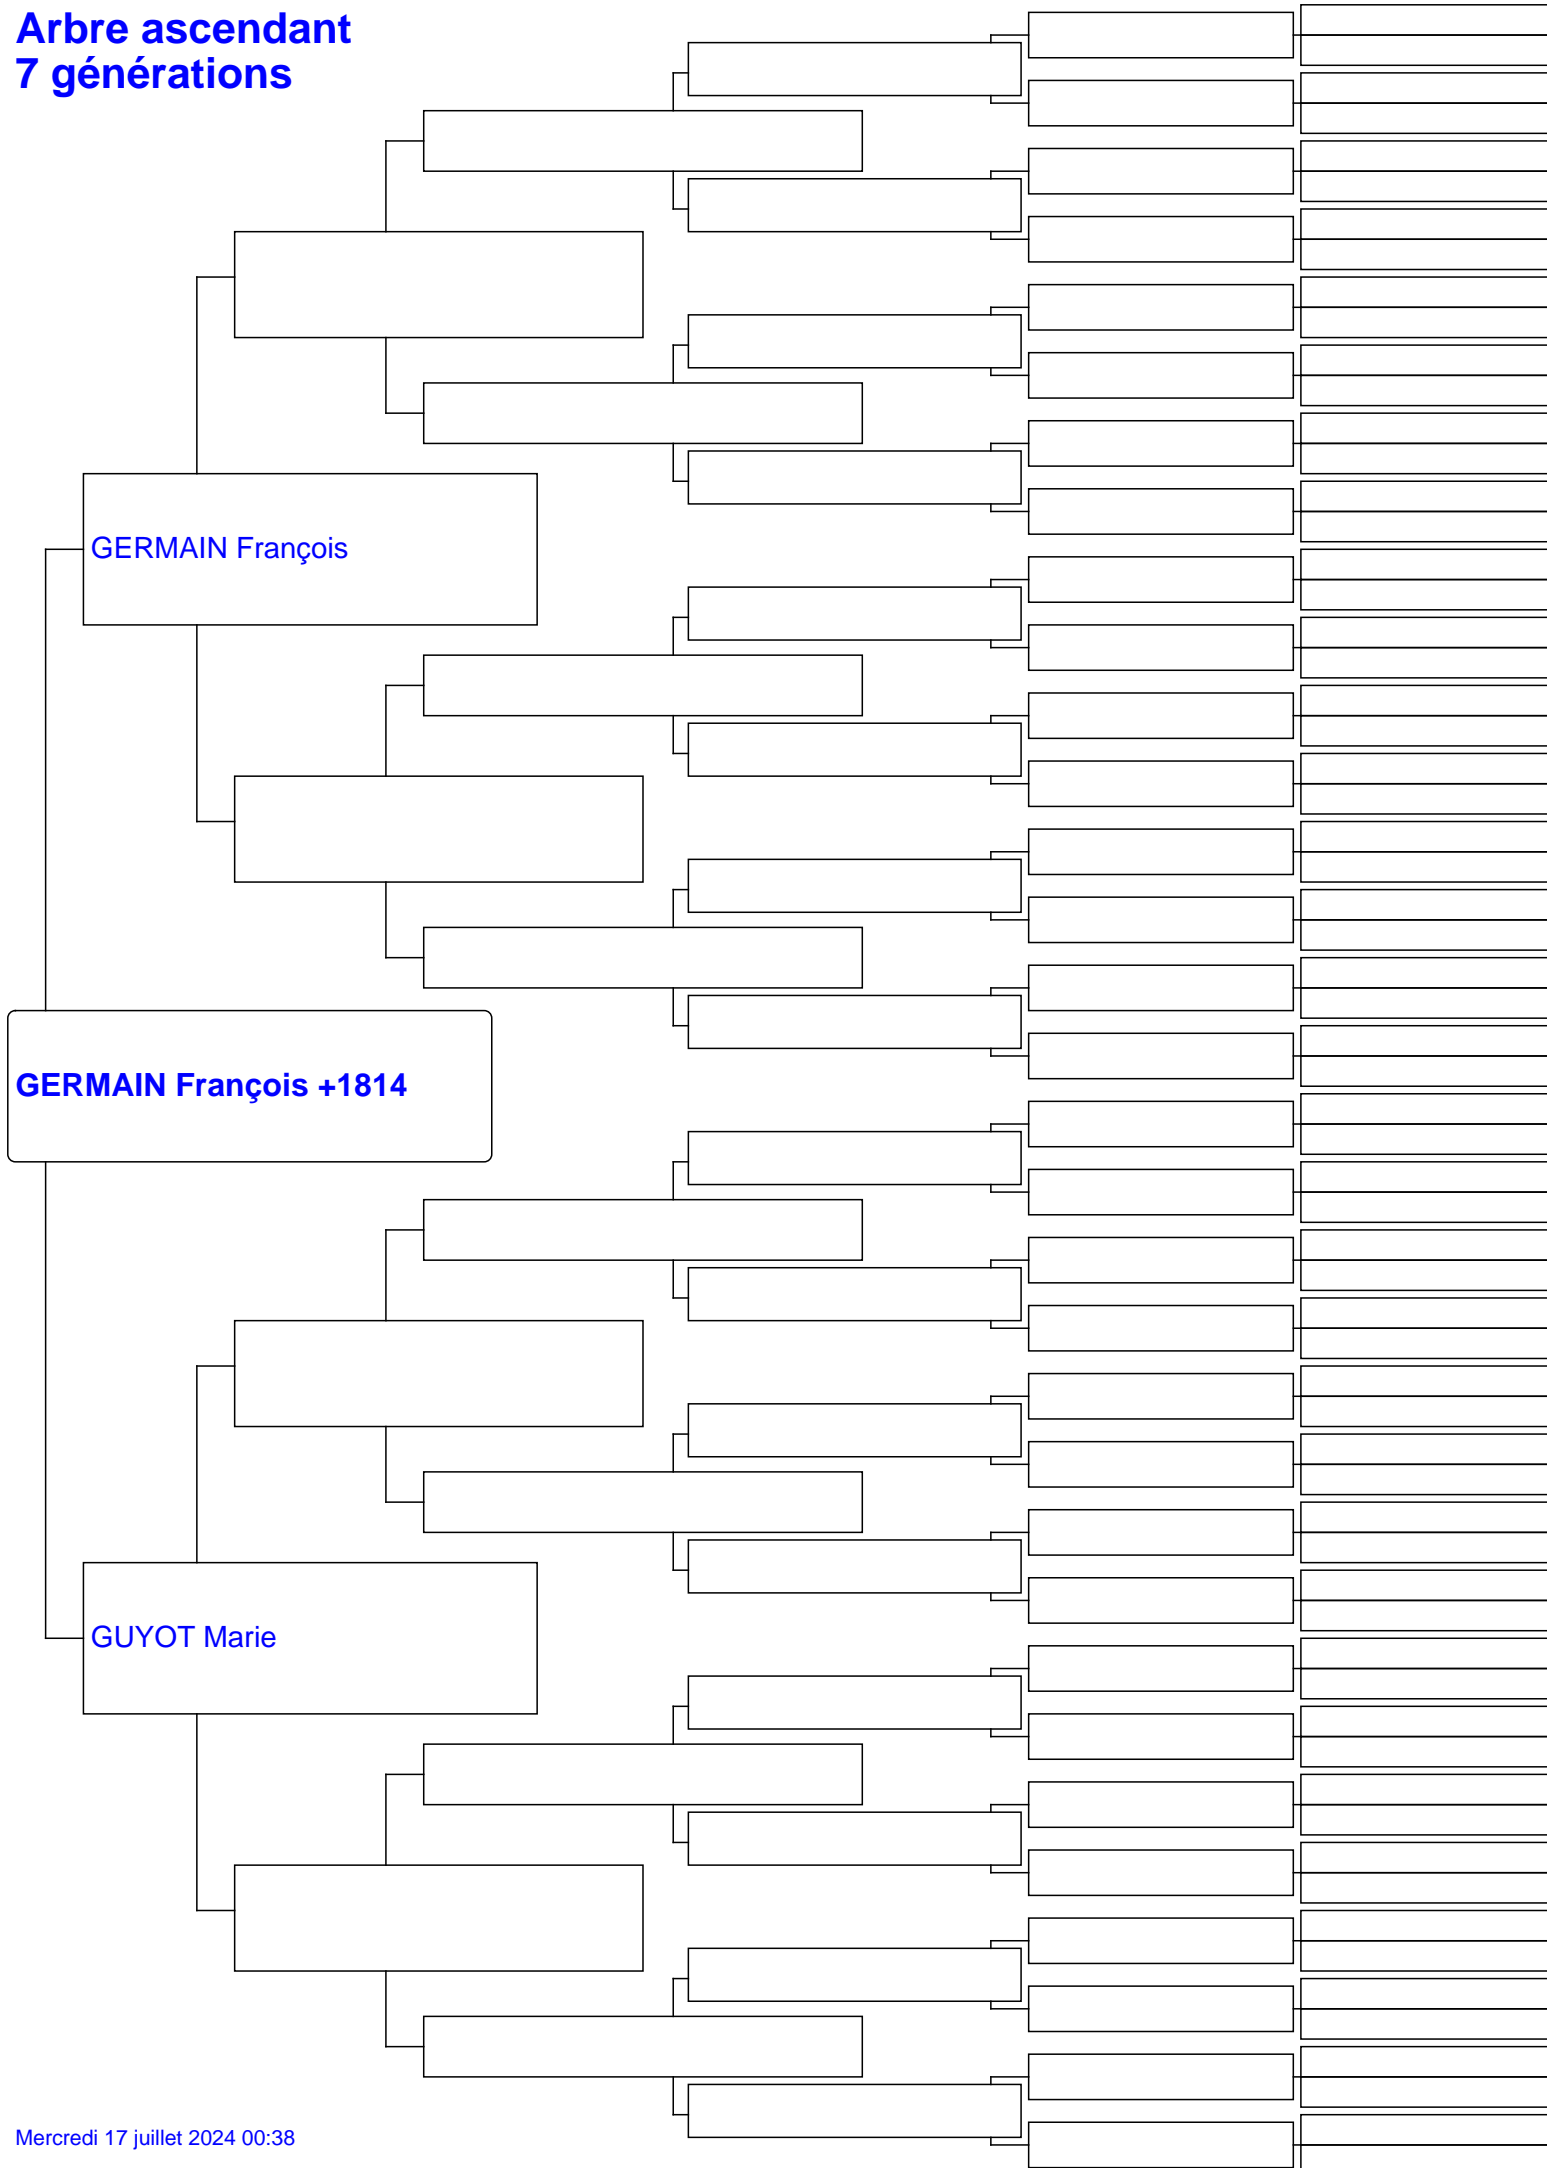 Arbre ascendant
7 générations
GERMAIN François
GERMAIN François +1814
GUYOT Marie
Mercredi 17 juillet 2024 00:38